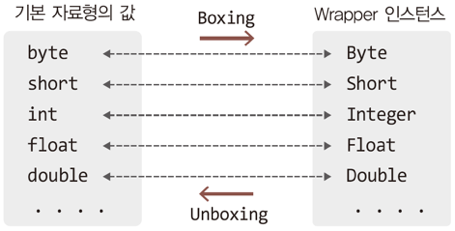 기본 자료형의 값
Boxing
Wrapper 인스턴스
byte
Byte
short
Short
int
Integer
float
Float
double
Double
. . . .
. . . .
Unboxing